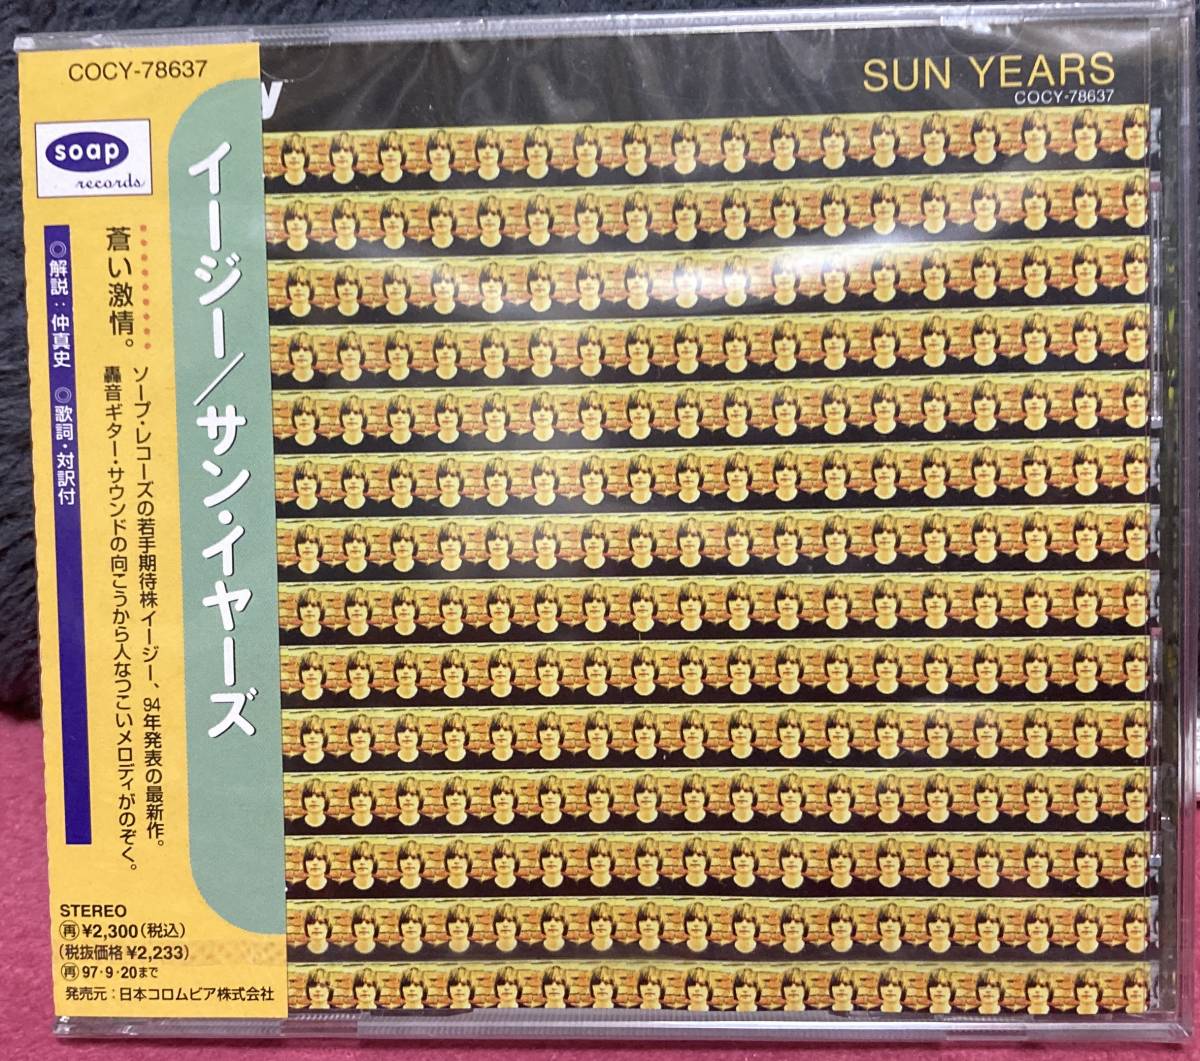 COCY-78637
soap
records
イージー/サン・イヤーズ
蒼い激情。
ソープ・レコーズの若手期待株イージー、94年発表の最新作。
轟音ギター・サウンドの向こうから人なつこいメロディがのぞく。
◎解説:仲真史 ◎歌詞・対訳付
STEREO
再¥2,300(税込)
(税抜価格¥2,233)
再97・9・20まで
発売元:日本コロムビア株式会社
y
SUN YEARS
COCY-78637